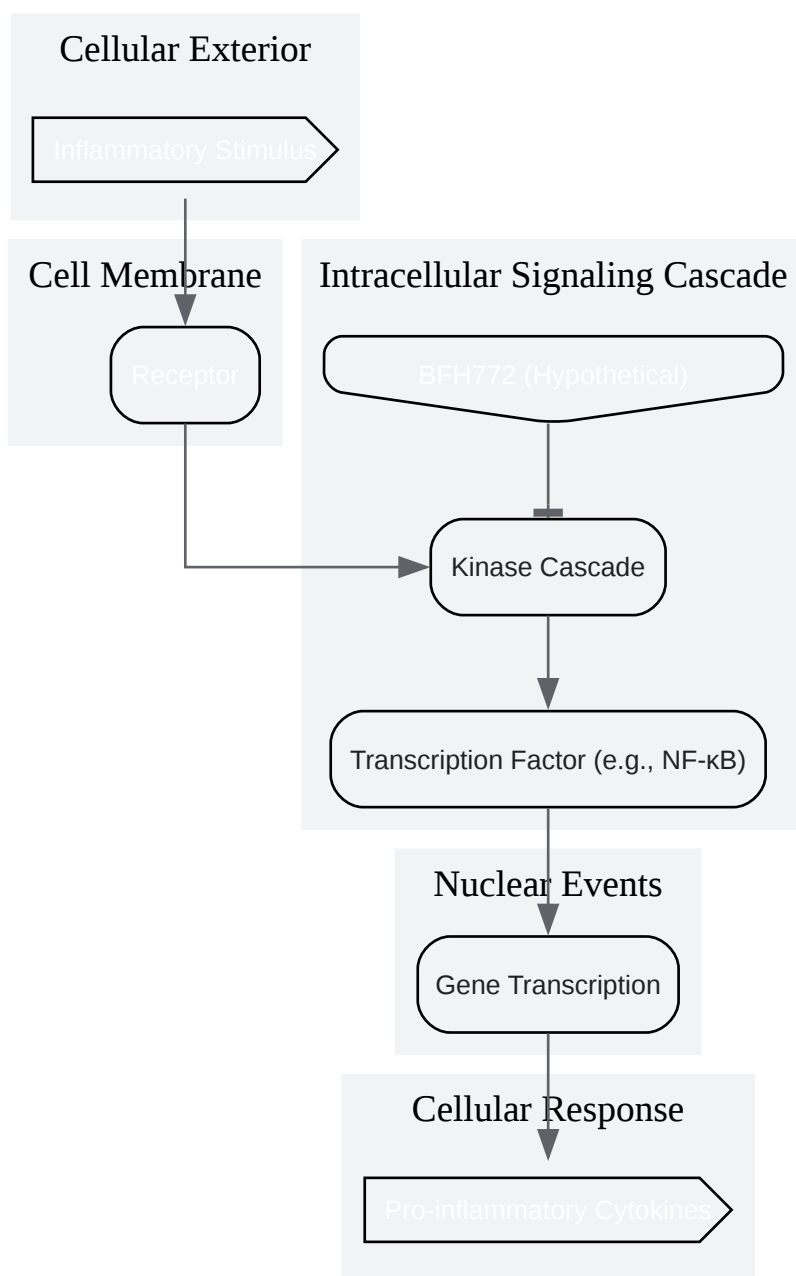 Cellular Exterior
Inflammatory Stimulus
Cell Membrane
Receptor
Intracellular Signaling Cascade
BFH772 (Hypothetical)
Kinase Cascade
Transcription Factor (e.g., NF-κB)
Nuclear Events
Gene Transcription
Cellular Response
Pro-inflammatory Cytokines